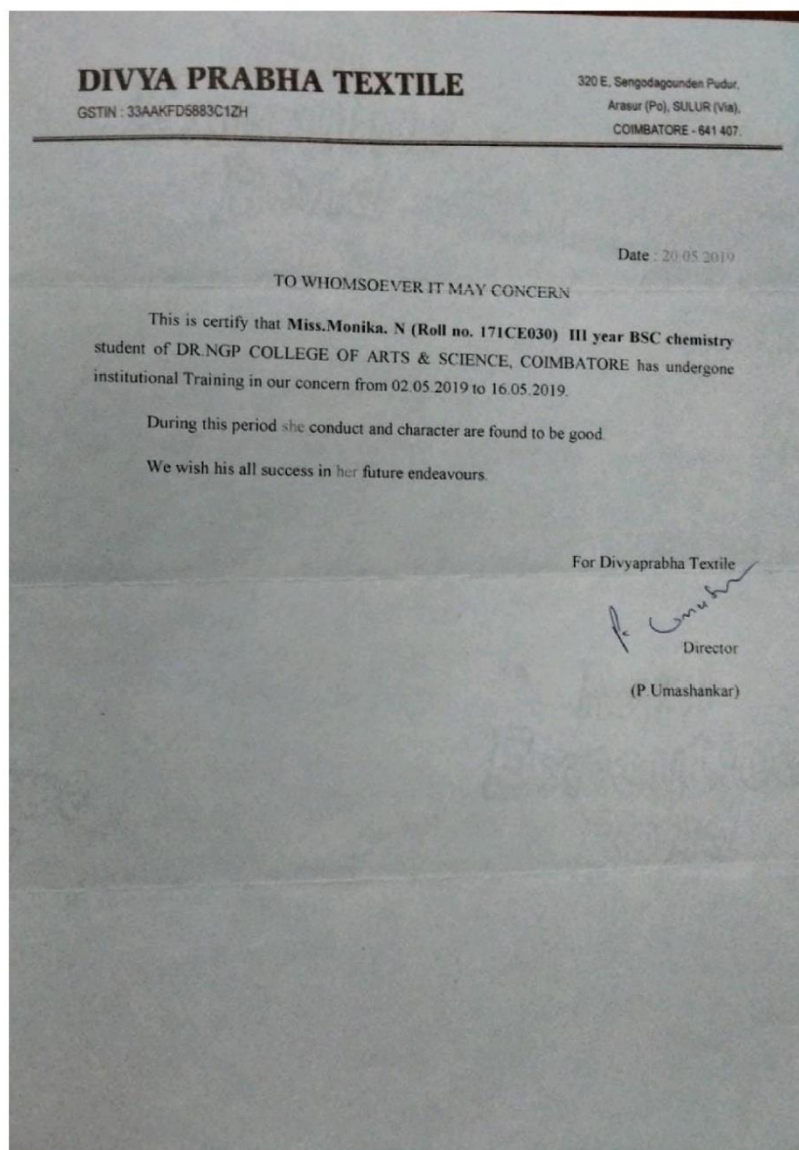 DIVYA PRABHA TEXTILE
GSTIN : 33AAKFD5883C1ZH
320 E, Sengodagounden Pudur,
Arasur (Po), SULUR (Via),
COIMBATORE - 641 407.
Date : 20.05.2019
TO WHOMSOEVER IT MAY CONCERN
This is certify that Miss.Monika. N (Roll no. 171CE030) III year BSC chemistry
student of DR.NGP COLLEGE OF ARTS & SCIENCE, COIMBATORE has undergone
institutional Training in our concern from 02.05.2019 to 16.05.2019.
During this period she conduct and character are found to be good.
We wish his all success in her future endeavours.
For Divyaprabha Textile
Director
(P.Umashankar)